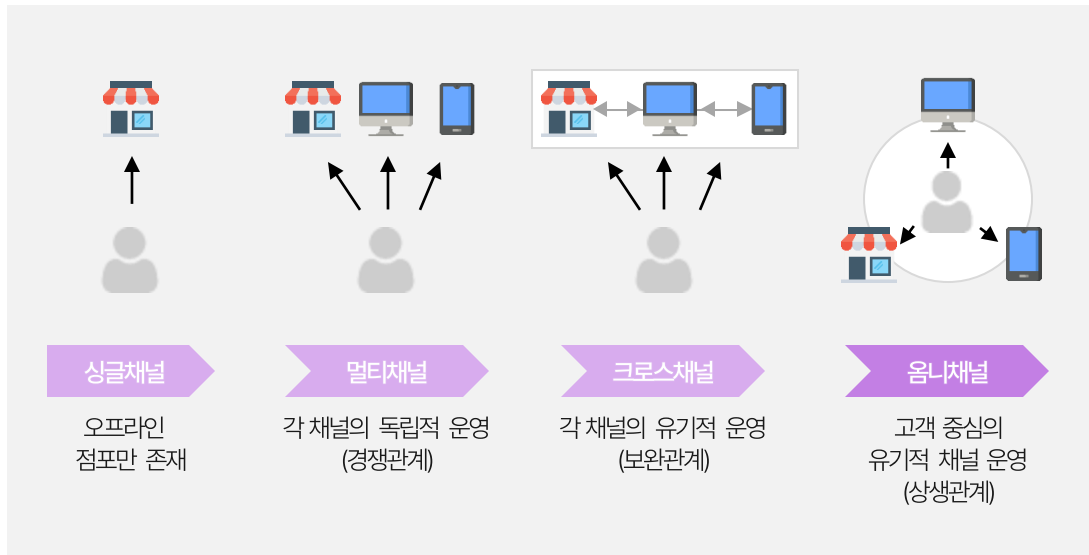 싱글채널
오프라인
점포만 존재
멀티채널
각 채널의 독립적 운영
(경쟁관계)
크로스채널
각 채널의 유기적 운영
(보완관계)
옴니채널
고객 중심의
유기적 채널 운영
(상생관계)